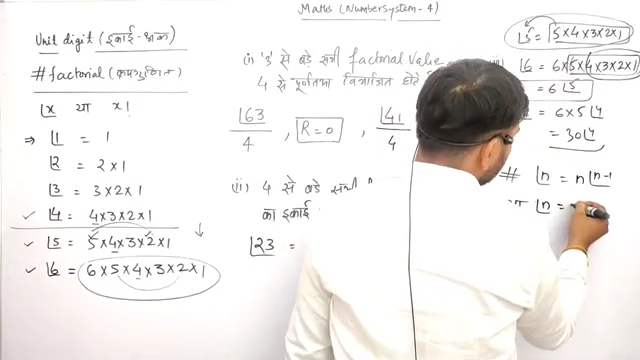 Maths (Numbersystem-4)
Unit digit (इकाई-अंक)
# factorial (क्रमगुणित)
⌊x या x!
⇒ ⌊1 = 1
⌊2 = 2×1
⌊3 = 3×2×1
✓ ⌊4 = 4×3×2×1
✓ ⌊5 = 5×4×3×2×1
✓ ⌊6 = 6×5×4×3×2×1
(i) '3' से बडे सभी factorial value
4 से पूर्णतया विभाजित होते
⌊63 / 4 , R=0 , ⌊41 / 4
(ii) 4 से बडे सभी
का इकाई
⌊23 =
⌊5 = 5×4×3×2×1
⌊6 = 6×5×4×3×2×1
= 6 ⌊5
= 6×5 ⌊4
= 30 ⌊4
# ⌊n = n ⌊n-1
⌊n =